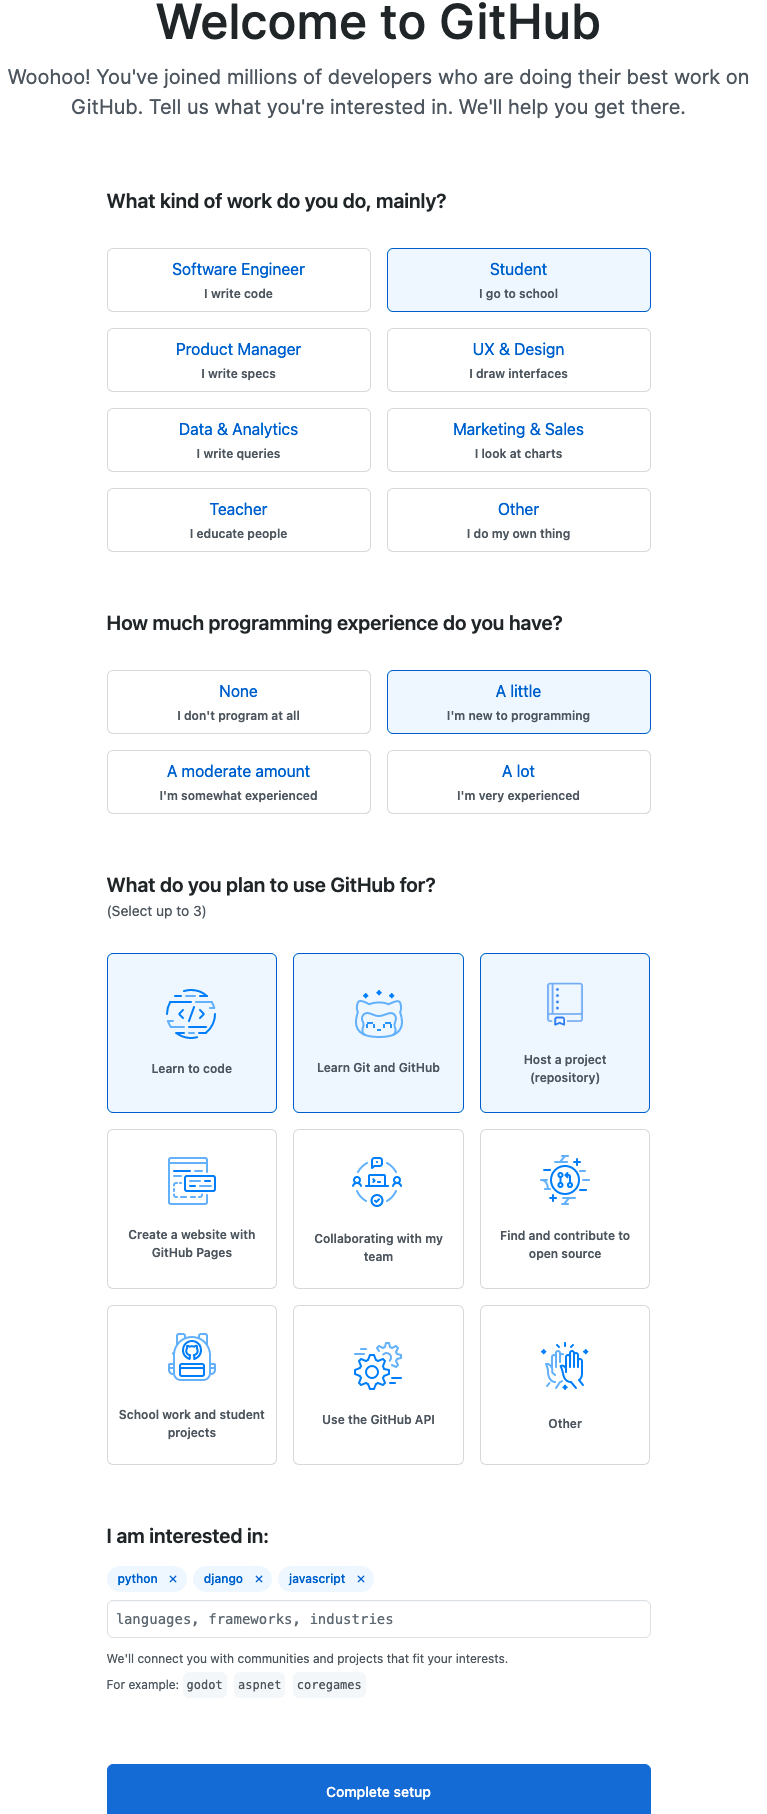 Welcome to GitHub
Woohoo! You've joined millions of developers who are doing their best work on
GitHub. Tell us what you're interested in. We'll help you get there.
What kind of work do you do, mainly?
Software Engineer
I write code
Student
I go to school
Product Manager
I write specs
UX & Design
I draw interfaces
Data & Analytics
I write queries
Marketing & Sales
I look at charts
Teacher
I educate people
Other
I do my own thing
How much programming experience do you have?
None
I don't program at all
A little
I'm new to programming
A moderate amount
I'm somewhat experienced
A lot
I'm very experienced
What do you plan to use GitHub for?
(Select up to 3)
Learn to code
Learn Git and GitHub
Host a project
(repository)
Create a website with
GitHub Pages
Collaborating with my
team
Find and contribute to
open source
School work and student
projects
Use the GitHub API
Other
I am interested in:
python × django × javascript ×
languages, frameworks, industries
We'll connect you with communities and projects that fit your interests.
For example: godot aspnet coregames
Complete setup